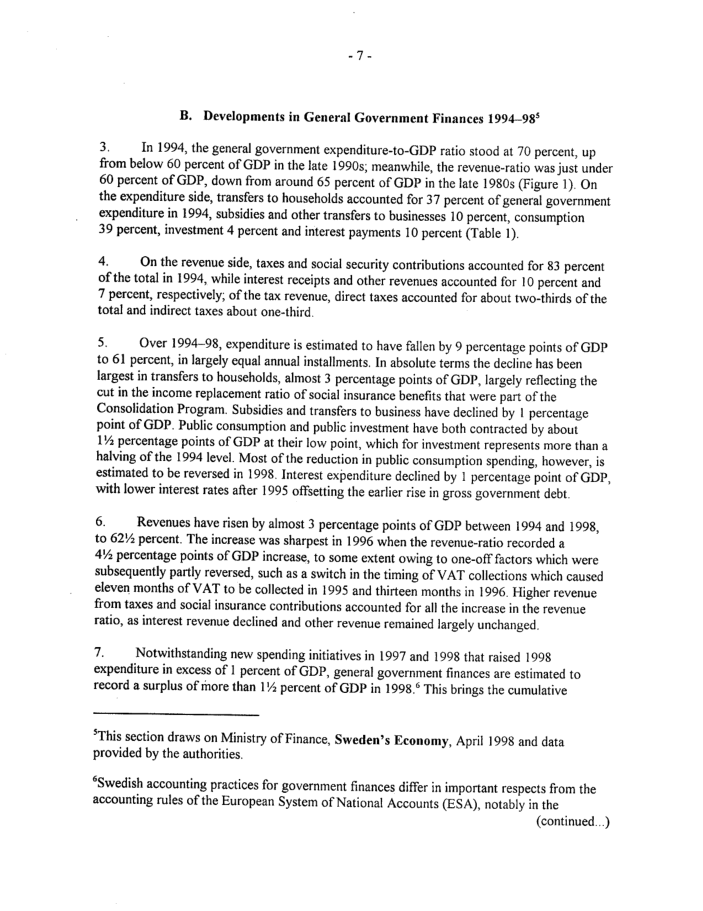 - 7 -
B. Developments in General Government Finances 1994–98⁵
3. In 1994, the general government expenditure-to-GDP ratio stood at 70 percent, up
from below 60 percent of GDP in the late 1990s; meanwhile, the revenue-ratio was just under
60 percent of GDP, down from around 65 percent of GDP in the late 1980s (Figure 1). On
the expenditure side, transfers to households accounted for 37 percent of general government
expenditure in 1994, subsidies and other transfers to businesses 10 percent, consumption
39 percent, investment 4 percent and interest payments 10 percent (Table 1).
4. On the revenue side, taxes and social security contributions accounted for 83 percent
of the total in 1994, while interest receipts and other revenues accounted for 10 percent and
7 percent, respectively; of the tax revenue, direct taxes accounted for about two-thirds of the
total and indirect taxes about one-third.
5. Over 1994–98, expenditure is estimated to have fallen by 9 percentage points of GDP
to 61 percent, in largely equal annual installments. In absolute terms the decline has been
largest in transfers to households, almost 3 percentage points of GDP, largely reflecting the
cut in the income replacement ratio of social insurance benefits that were part of the
Consolidation Program. Subsidies and transfers to business have declined by 1 percentage
point of GDP. Public consumption and public investment have both contracted by about
1½ percentage points of GDP at their low point, which for investment represents more than a
halving of the 1994 level. Most of the reduction in public consumption spending, however, is
estimated to be reversed in 1998. Interest expenditure declined by 1 percentage point of GDP,
with lower interest rates after 1995 offsetting the earlier rise in gross government debt.
6. Revenues have risen by almost 3 percentage points of GDP between 1994 and 1998,
to 62½ percent. The increase was sharpest in 1996 when the revenue-ratio recorded a
4½ percentage points of GDP increase, to some extent owing to one-off factors which were
subsequently partly reversed, such as a switch in the timing of VAT collections which caused
eleven months of VAT to be collected in 1995 and thirteen months in 1996. Higher revenue
from taxes and social insurance contributions accounted for all the increase in the revenue
ratio, as interest revenue declined and other revenue remained largely unchanged.
7. Notwithstanding new spending initiatives in 1997 and 1998 that raised 1998
expenditure in excess of 1 percent of GDP, general government finances are estimated to
record a surplus of more than 1½ percent of GDP in 1998.⁶ This brings the cumulative
⁵This section draws on Ministry of Finance, Sweden's Economy, April 1998 and data
provided by the authorities.
⁶Swedish accounting practices for government finances differ in important respects from the
accounting rules of the European System of National Accounts (ESA), notably in the
(continued...)